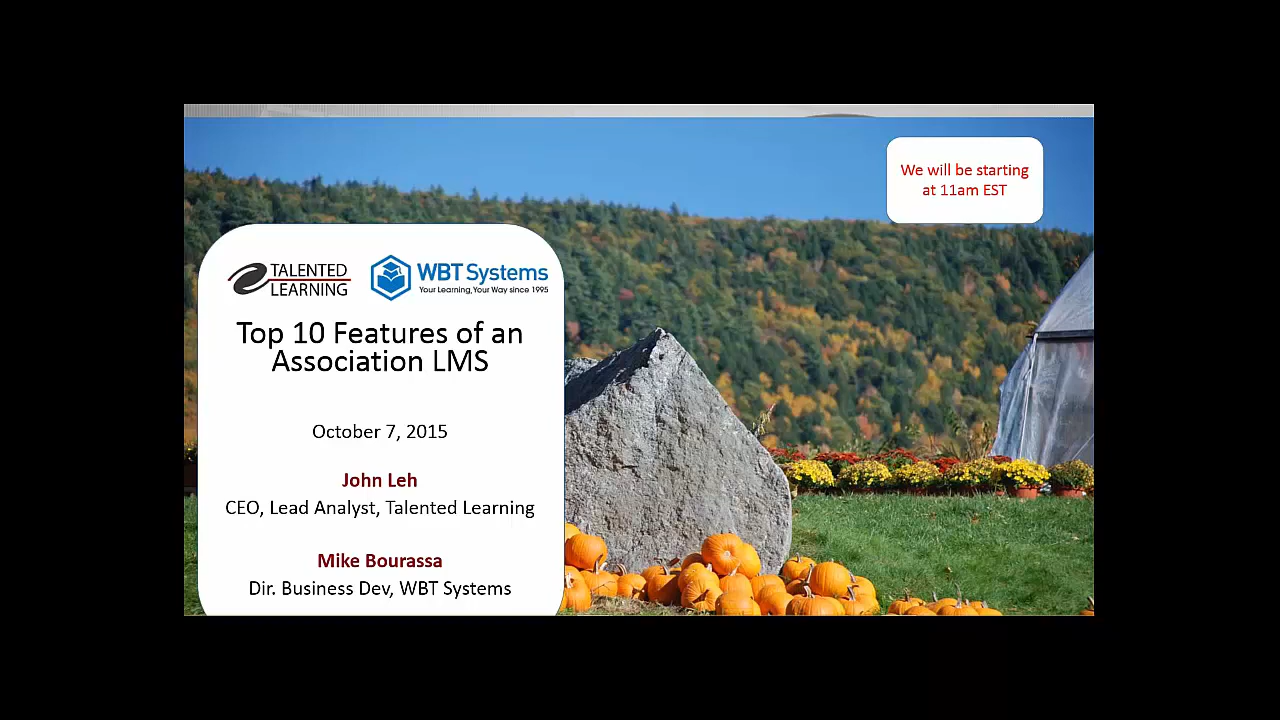 We will be starting
at 11am EST
TALENTED
LEARNING
WBT Systems
Your Learning, Your Way since 1995
Top 10 Features of an
Association LMS
October 7, 2015
John Leh
CEO, Lead Analyst, Talented Learning
Mike Bourassa
Dir. Business Dev, WBT Systems